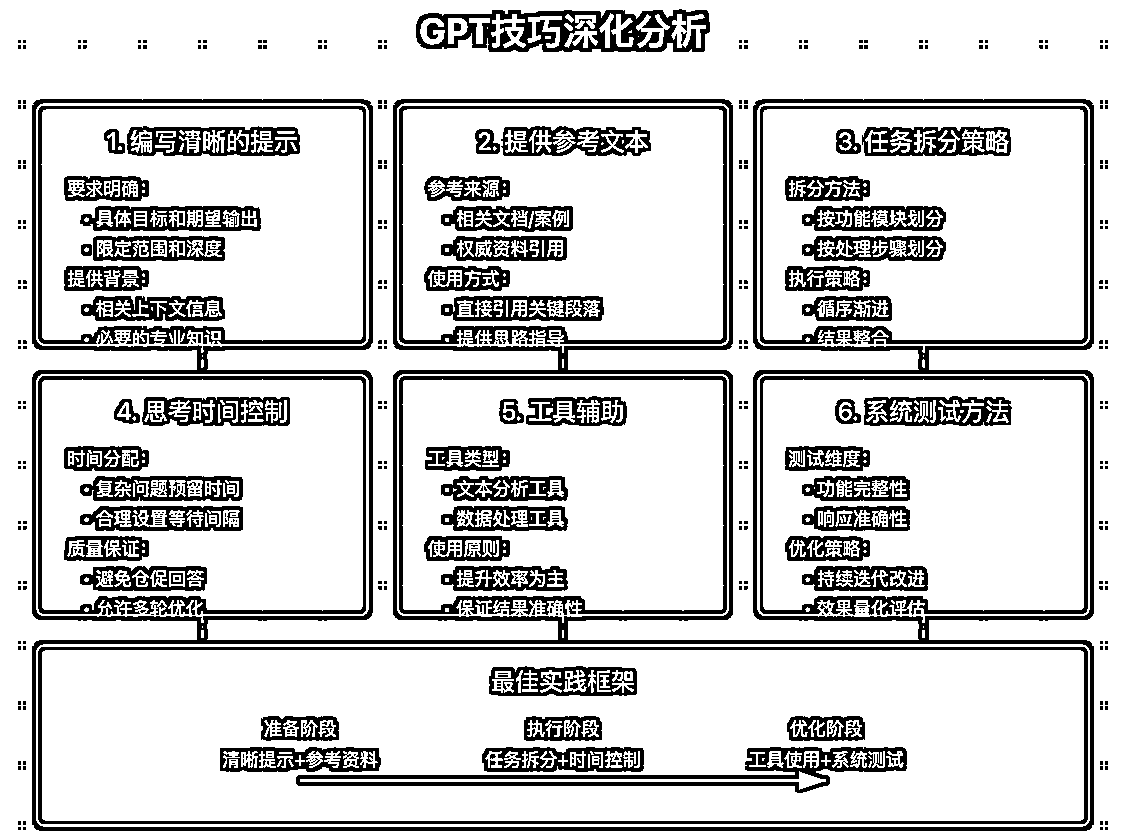 GPT技巧深化分析
1. 编写清晰的提示
要求明确:
• 具体目标和期望输出
• 限定范围和深度
提供背景:
• 相关上下文信息
• 必要的专业知识
2. 提供参考文本
参考来源:
• 相关文档/案例
• 权威资料引用
使用方式:
• 直接引用关键段落
• 提供思路指导
3. 任务拆分策略
拆分方法:
• 按功能模块划分
• 按处理步骤划分
执行策略:
• 循序渐进
• 结果整合
4. 思考时间控制
时间分配:
• 复杂问题预留时间
• 合理设置等待间隔
质量保证:
• 避免仓促回答
• 允许多轮优化
5. 工具辅助
工具类型:
• 文本分析工具
• 数据处理工具
使用原则:
• 提升效率为主
• 保证结果准确性
6. 系统测试方法
测试维度:
• 功能完整性
• 响应准确性
优化策略:
• 持续迭代改进
• 效果量化评估
最佳实践框架
准备阶段
清晰提示+参考资料
执行阶段
任务拆分+时间控制
优化阶段
工具使用+系统测试